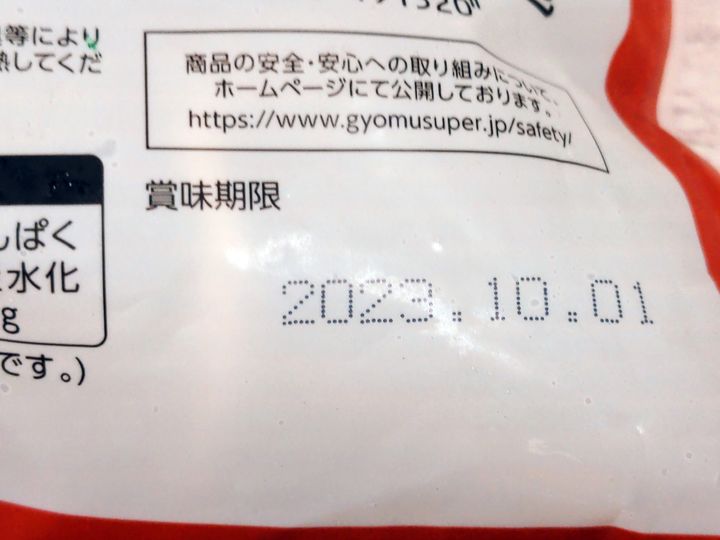 等により
熱してくだ
商品の安全・安心への取り組みについて、
ホームページにて公開しております。
https://www.gyomusuper.jp/safety/
賞味期限
んぱく
水化
g
です。)
2023.10.01